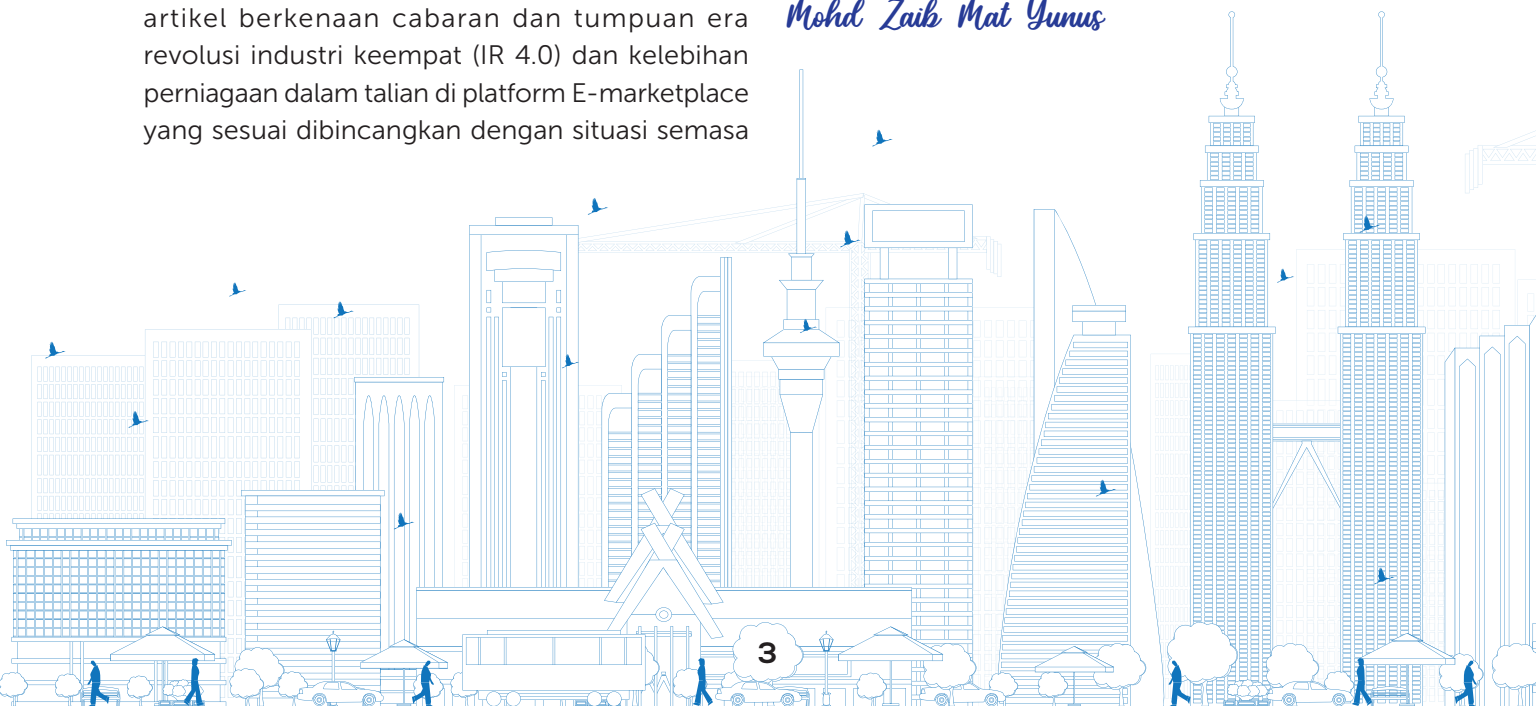 artikel berkenaan cabaran dan tumpuan era
revolusi industri keempat (IR 4.0) dan kelebihan
perniagaan dalam talian di platform E-marketplace
yang sesuai dibincangkan dengan situasi semasa
Mohd Zaib Mat Yunus
3